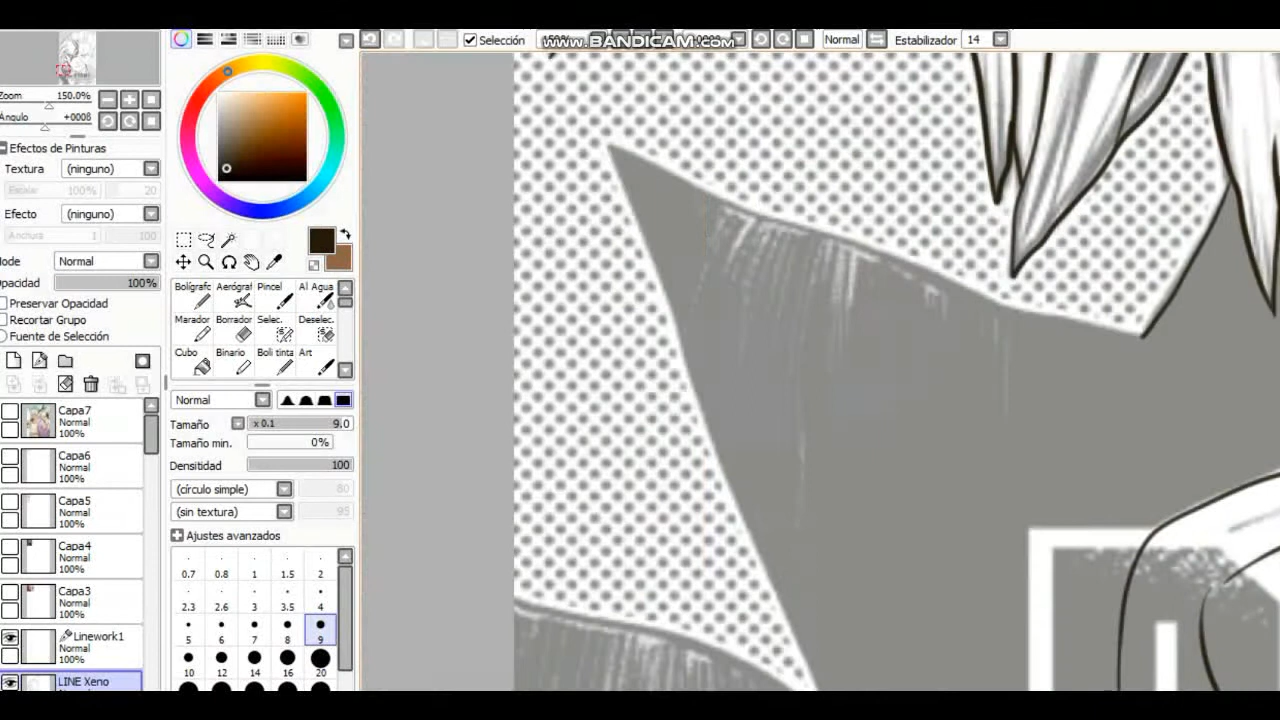 Selección
www.BANDICAM.com
Normal
Estabilizador
14
Zoom
150.0%
Ángulo
+0008
Efectos de Pinturas
Textura
(ninguno)
Escalar
100%
20
Efecto
(ninguno)
Anchura
1
100
Mode
Normal
Opacidad
100%
Preservar Opacidad
Recortar Grupo
Fuente de Selección
Bolígrafo Aerógraf Pincel Al Agua
Marador Borrador Selec. Deselec.
Cubo Binario Boli tinta Art
Normal
Tamaño
x 0.1
9.0
Tamaño min.
0%
Densitidad
100
(círculo simple)
80
(sin textura)
95
Ajustes avanzados
0.7 0.8 1 1.5 2
2.3 2.6 3 3.5 4
5 6 7 8 9
10 12 14 16 20
Capa7
Normal
100%
Capa6
Normal
100%
Capa5
Normal
100%
Capa4
Normal
100%
Capa3
Normal
100%
Linework1
Normal
100%
LINE Xeno